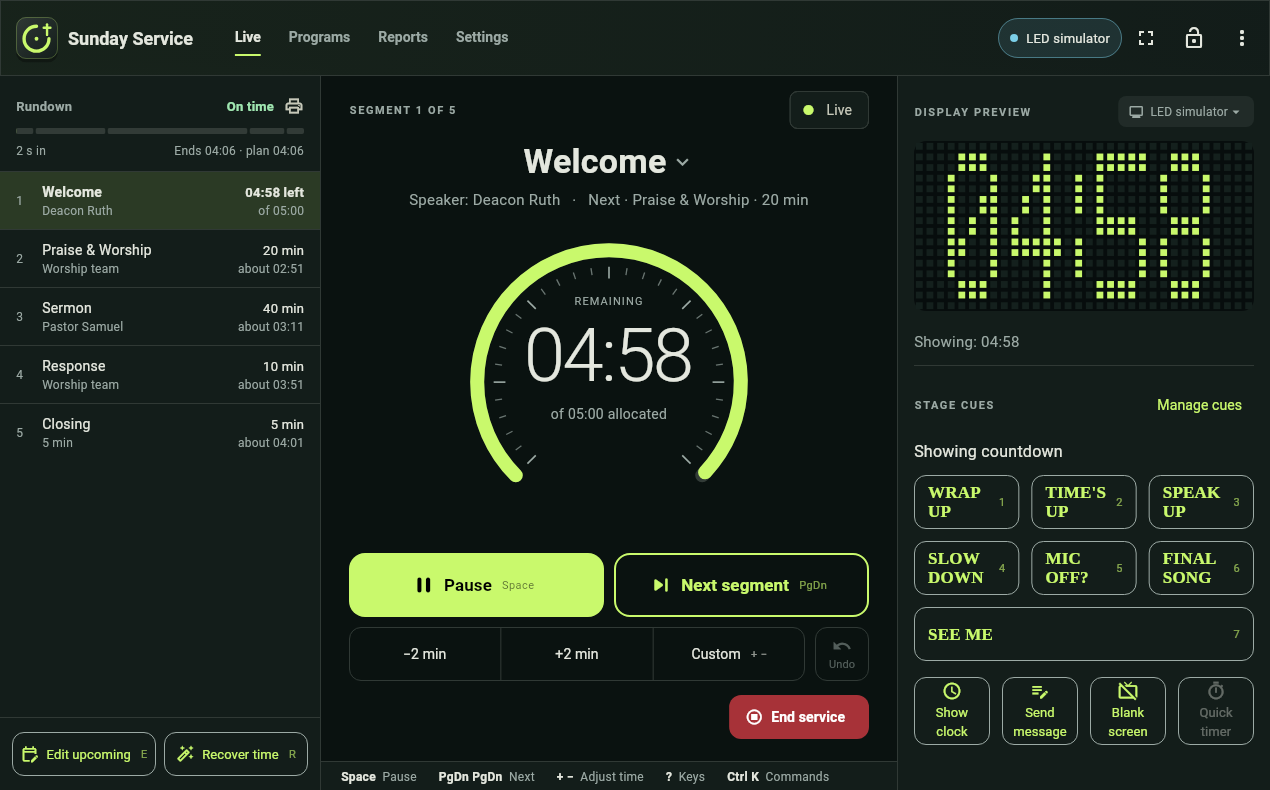 Sunday Service
Live
Programs
Reports
Settings
LED simulator
Rundown
On time
2 s in
Ends 04:06 · plan 04:06
1
Welcome
04:58 left
Deacon Ruth
of 05:00
2
Praise & Worship
20 min
Worship team
about 02:51
3
Sermon
40 min
Pastor Samuel
about 03:11
4
Response
10 min
Worship team
about 03:51
5
Closing
5 min
5 min
about 04:01
Edit upcoming E
Recover time R
SEGMENT 1 OF 5
Live
Welcome
Speaker: Deacon Ruth · Next · Praise & Worship · 20 min
REMAINING
04:58
of 05:00 allocated
Pause Space
Next segment PgDn
−2 min
+2 min
Custom + −
Undo
End service
Space Pause PgDn PgDn Next + − Adjust time ? Keys Ctrl K Commands
DISPLAY PREVIEW
LED simulator
04:58
Showing: 04:58
STAGE CUES
Manage cues
Showing countdown
WRAP
UP
1
TIME'S
UP
2
SPEAK
UP
3
SLOW
DOWN
4
MIC
OFF?
5
FINAL
SONG
6
SEE ME 7
Show
clock
Send
message
Blank
screen
Quick
timer